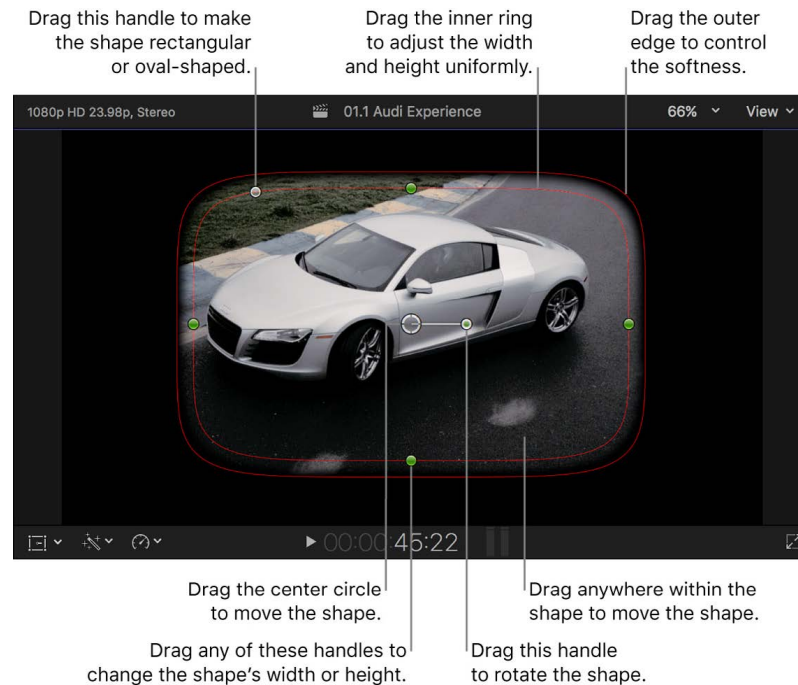 Drag this handle to make
the shape rectangular
or oval-shaped.
Drag the inner ring
to adjust the width
and height uniformly.
Drag the outer
edge to control
the softness.
1080p HD 23.98p, Stereo
01.1 Audi Experience
66%
View
00:00:45:22
Drag the center circle
to move the shape.
Drag anywhere within the
shape to move the shape.
Drag any of these handles to
change the shape’s width or height.
Drag this handle
to rotate the shape.